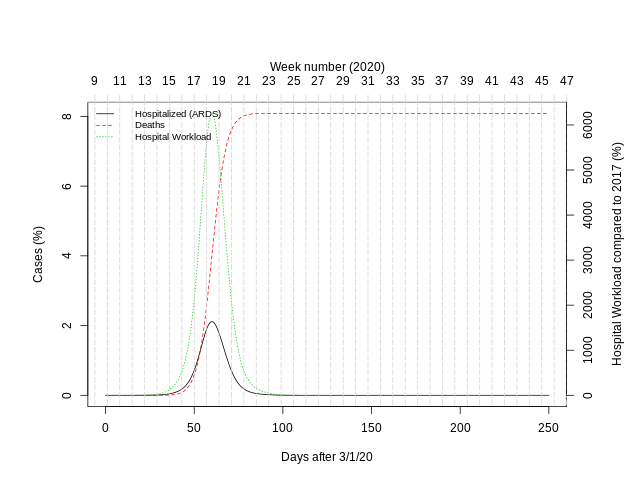 Week number (2020)
9 11 13 15 17 19 21 23 25 27 29 31 33 35 37 39 41 43 45 47
Hospitalized (ARDS)
Deaths
Hospital Workload
Cases (%)
8
6
4
2
0
Hospital Workload compared to 2017 (%)
6000
5000
4000
3000
2000
1000
0
0 50 100 150 200 250
Days after 3/1/20